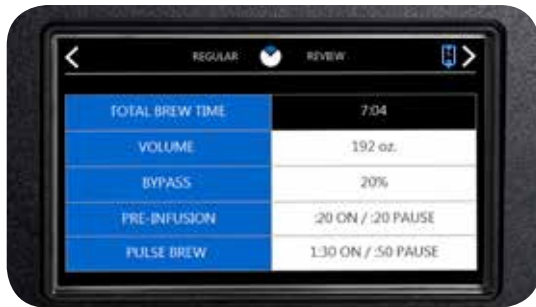 REGULAR REVIEW
TOTAL BREW TIME 7:04
VOLUME 192 oz.
BYPASS 20%
PRE-INFUSION :20 ON / :20 PAUSE
PULSE BREW 1:30 ON / :50 PAUSE